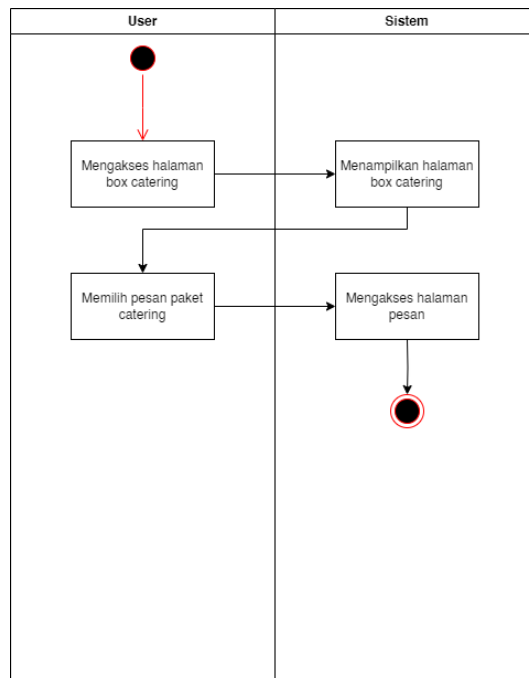 User
Sistem
Mengakses halaman
box catering
Menampilkan halaman
box catering
Memilih pesan paket
catering
Mengakses halaman
pesan